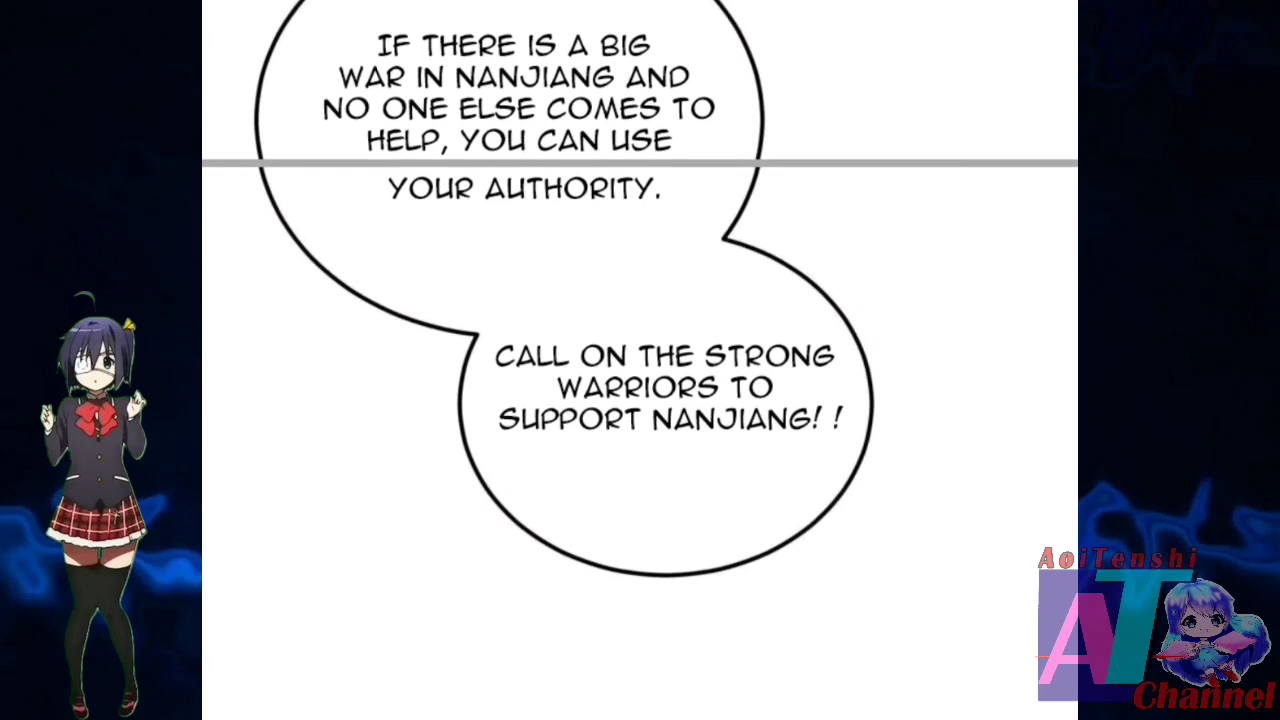 IF THERE IS A BIG
WAR IN NANJIANG AND
NO ONE ELSE COMES TO
HELP, YOU CAN USE
YOUR AUTHORITY.
CALL ON THE STRONG
WARRIORS TO
SUPPORT NANJIANG! !
AoiTenshi
AT
Channel